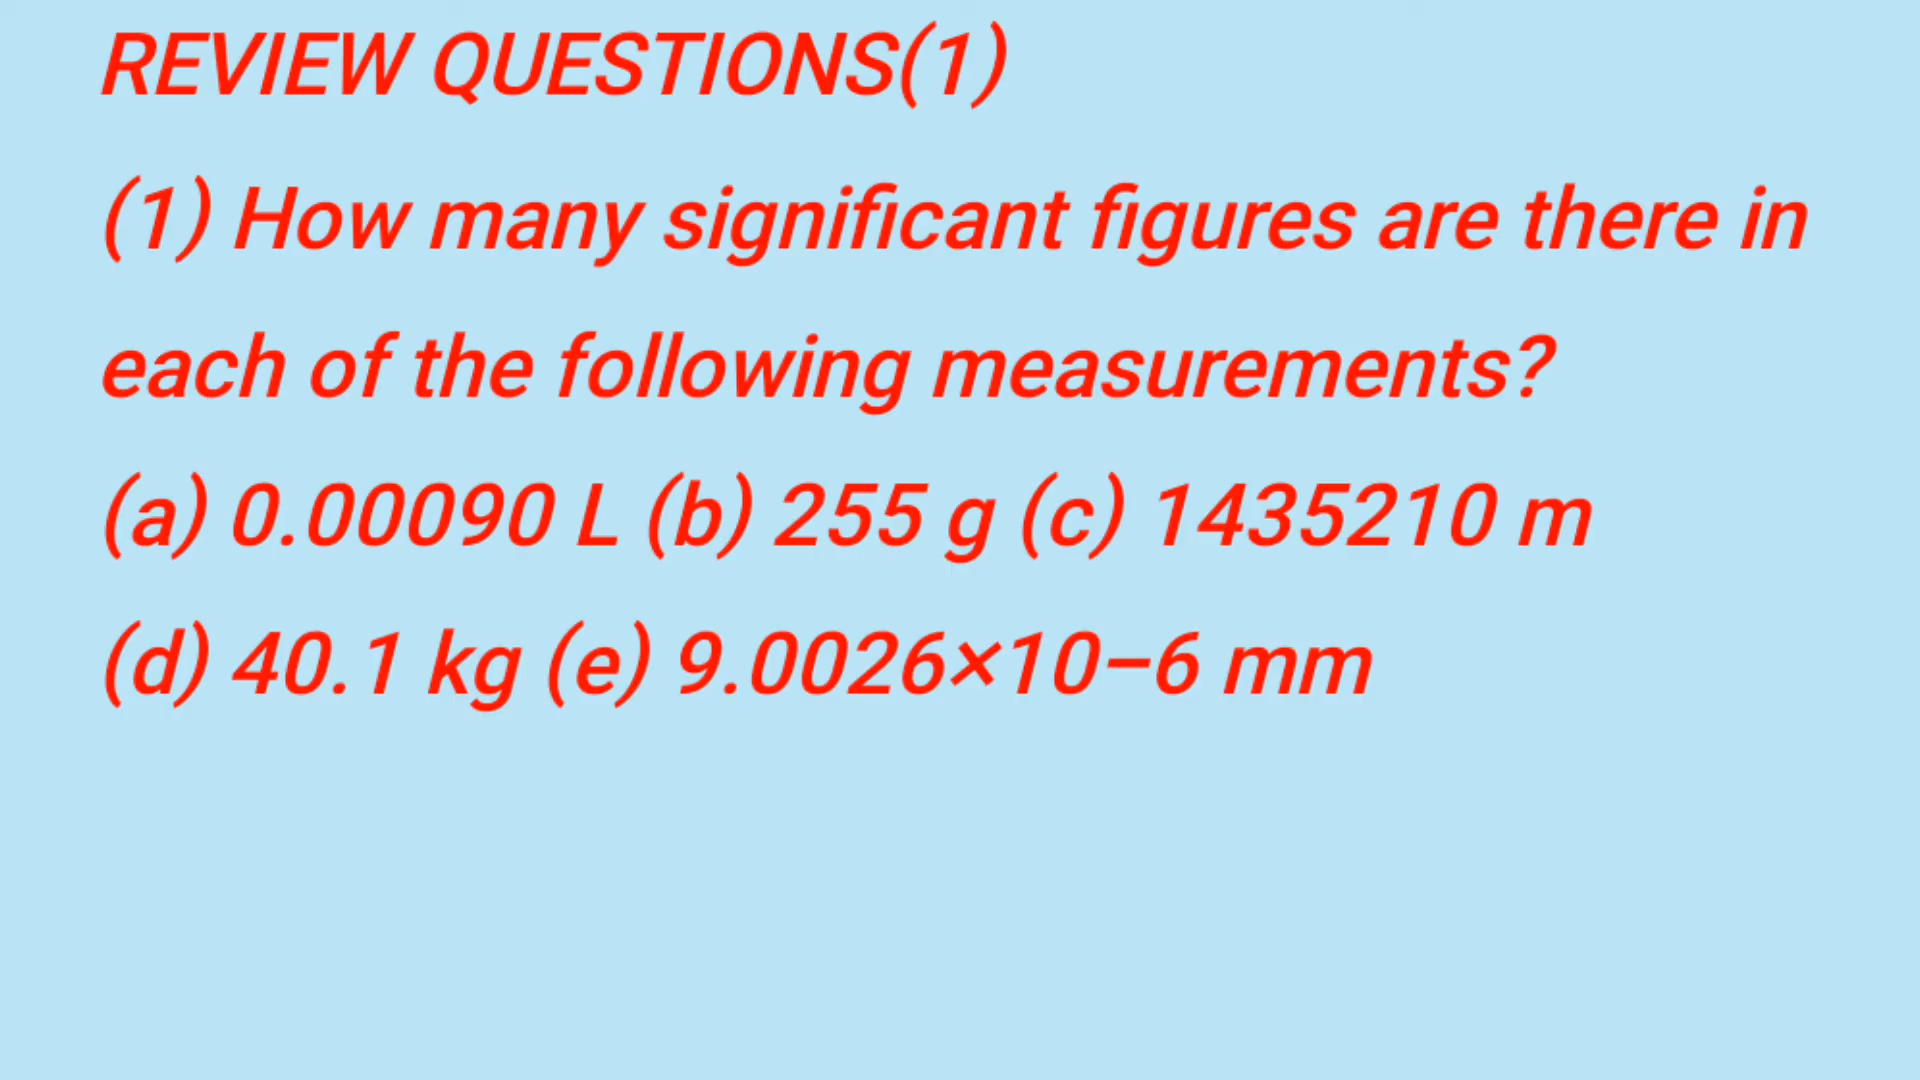 REVIEW QUESTIONS(1)
(1) How many significant figures are there in
each of the following measurements?
(a) 0.00090 L (b) 255 g (c) 1435210 m
(d) 40.1 kg (e) 9.0026×10−6 mm